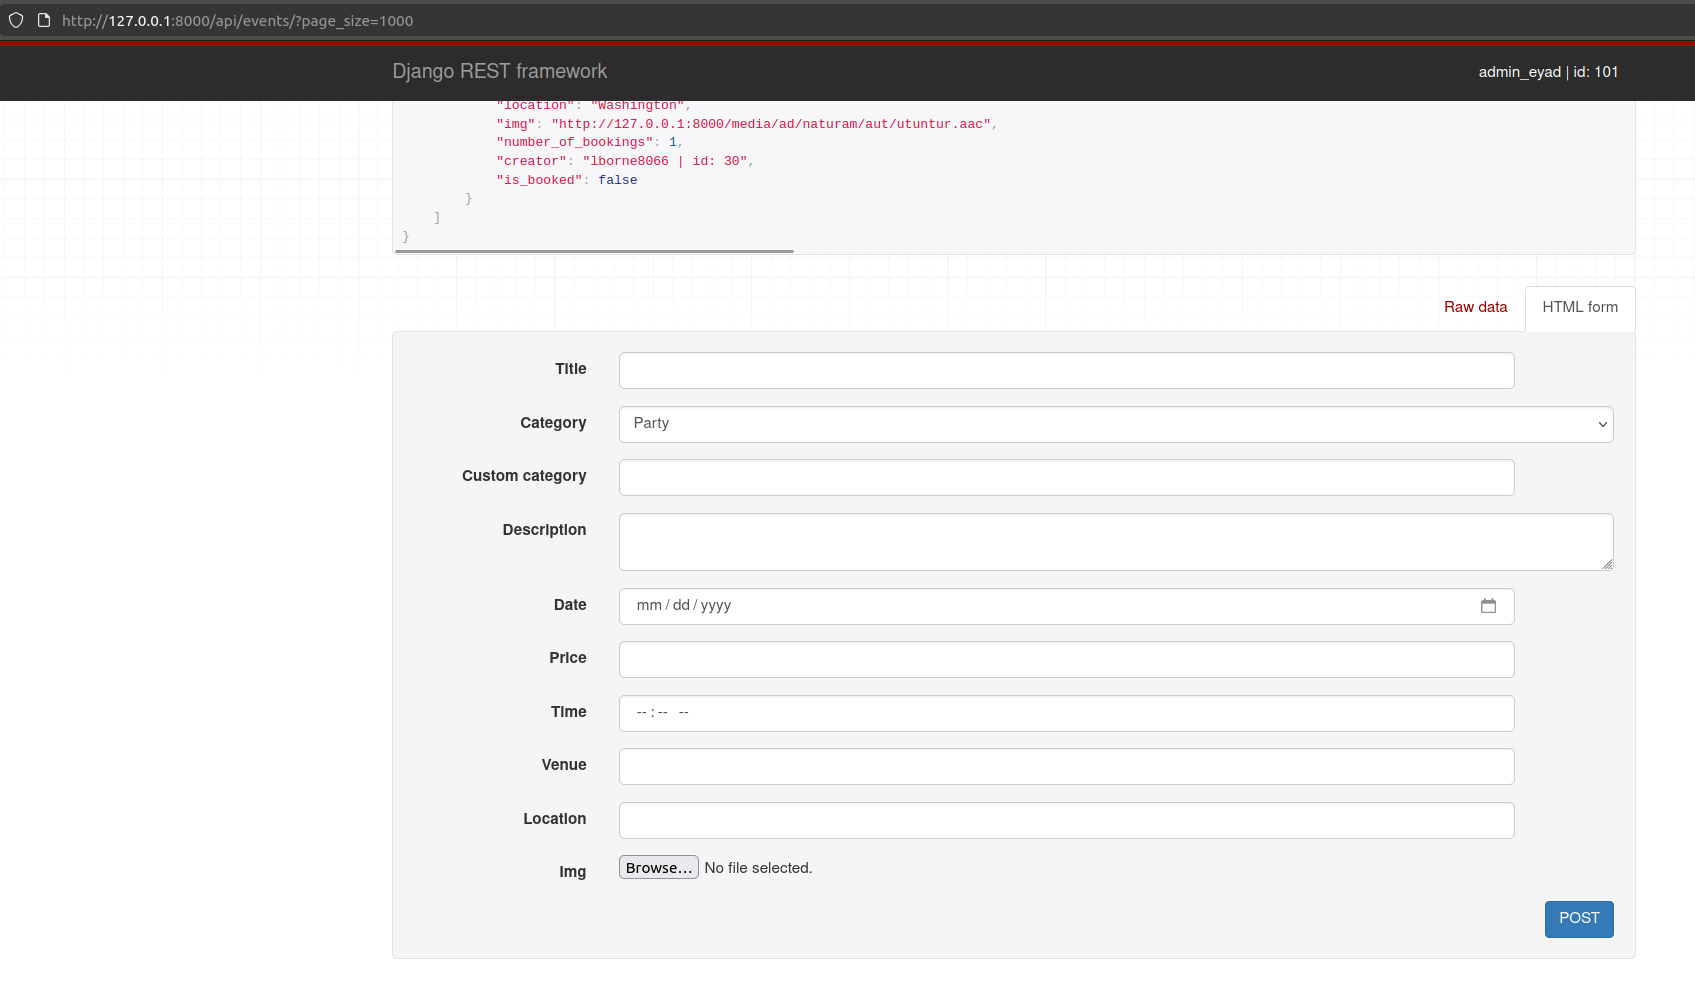 http://127.0.0.1:8000/api/events/?page_size=1000
Django REST framework
admin_eyad | id: 101
"location": "Washington",
"img": "http://127.0.0.1:8000/media/ad/naturam/aut/utuntur.aac",
"number_of_bookings": 1,
"creator": "lborne8066 | id: 30",
"is_booked": false
}
]
}
Raw data
HTML form
Title
Category
Party
Custom category
Description
Date
mm / dd / yyyy
Price
Time
-- : -- --
Venue
Location
Img
Browse... No file selected.
POST